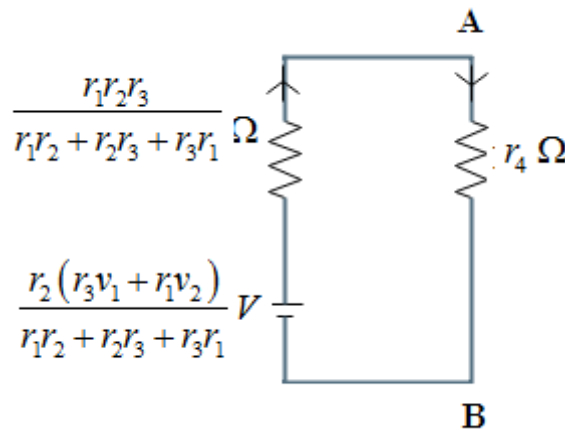 A
r₁r₂r₃ / (r₁r₂ + r₂r₃ + r₃r₁) Ω
r₄ Ω
r₂(r₃v₁ + r₁v₂) / (r₁r₂ + r₂r₃ + r₃r₁) V
B